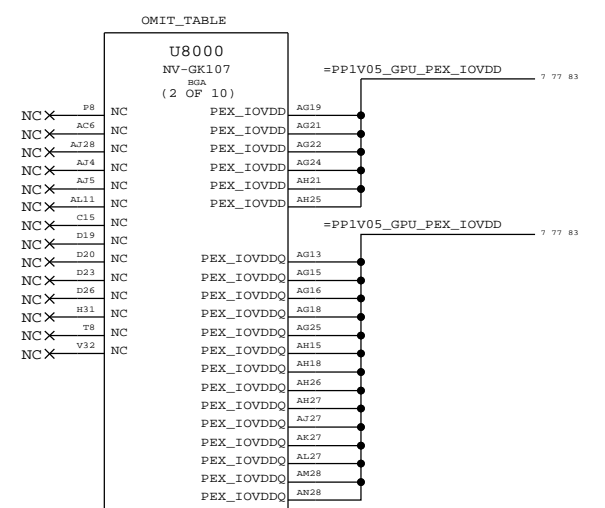 OMIT_TABLE
U8000
NV-GK107
BGA
(2 OF 10)
=PP1V05_GPU_PEX_IOVDD
7 77 83
NC P8 NC PEX_IOVDD AG19
NC AC6 NC PEX_IOVDD AG21
NC AJ28 NC PEX_IOVDD AG22
NC AJ4 NC PEX_IOVDD AG24
NC AJ5 NC PEX_IOVDD AH21
NC AL11 NC PEX_IOVDD AH25
NC C15 NC
=PP1V05_GPU_PEX_IOVDD
7 77 83
NC D19 NC
NC D20 NC PEX_IOVDDQ AG13
NC D23 NC PEX_IOVDDQ AG15
NC D26 NC PEX_IOVDDQ AG16
NC H31 NC PEX_IOVDDQ AG18
NC T8 NC PEX_IOVDDQ AG25
NC V32 NC PEX_IOVDDQ AH15
PEX_IOVDDQ AH18
PEX_IOVDDQ AH26
PEX_IOVDDQ AH27
PEX_IOVDDQ AJ27
PEX_IOVDDQ AK27
PEX_IOVDDQ AL27
PEX_IOVDDQ AM28
PEX_IOVDDQ AN28